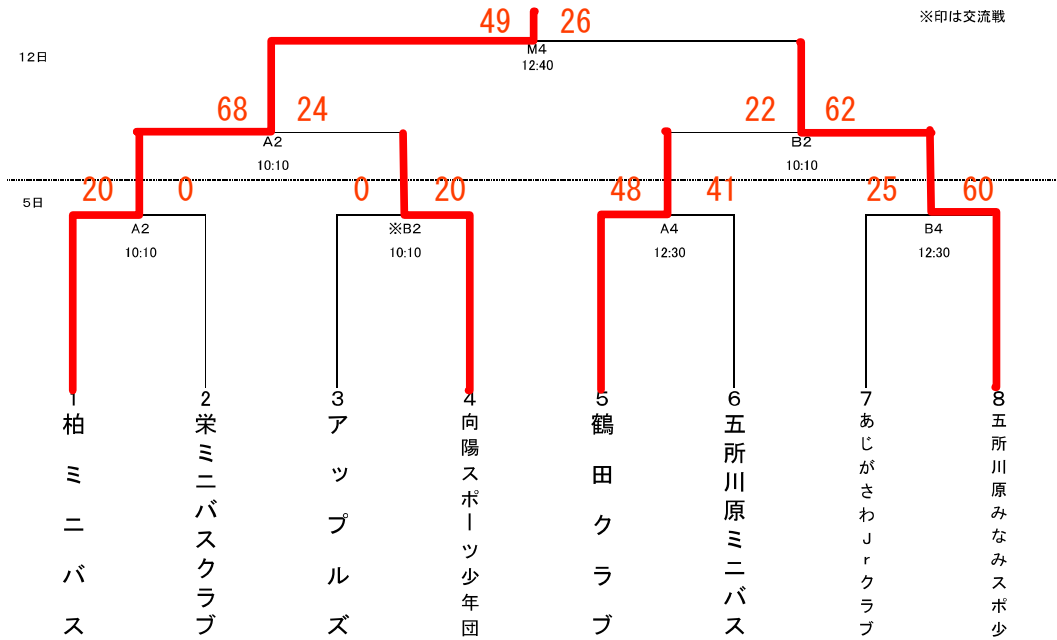 ※印は交流戦
49 26
M4
12:40
12日
68 24
22 62
A2
10:10
B2
10:10
5日
20 0
0 20
48 41
25 60
A2
10:10
※B2
10:10
A4
12:30
B4
12:30
1
柏ミニバス
2
栄ミニバスクラブ
3
アップルズ
4
向陽スポーツ少年団
5
鶴田クラブ
6
五所川原ミニバス
7
あじがさわJrクラブ
8
五所川原みなみスポ少